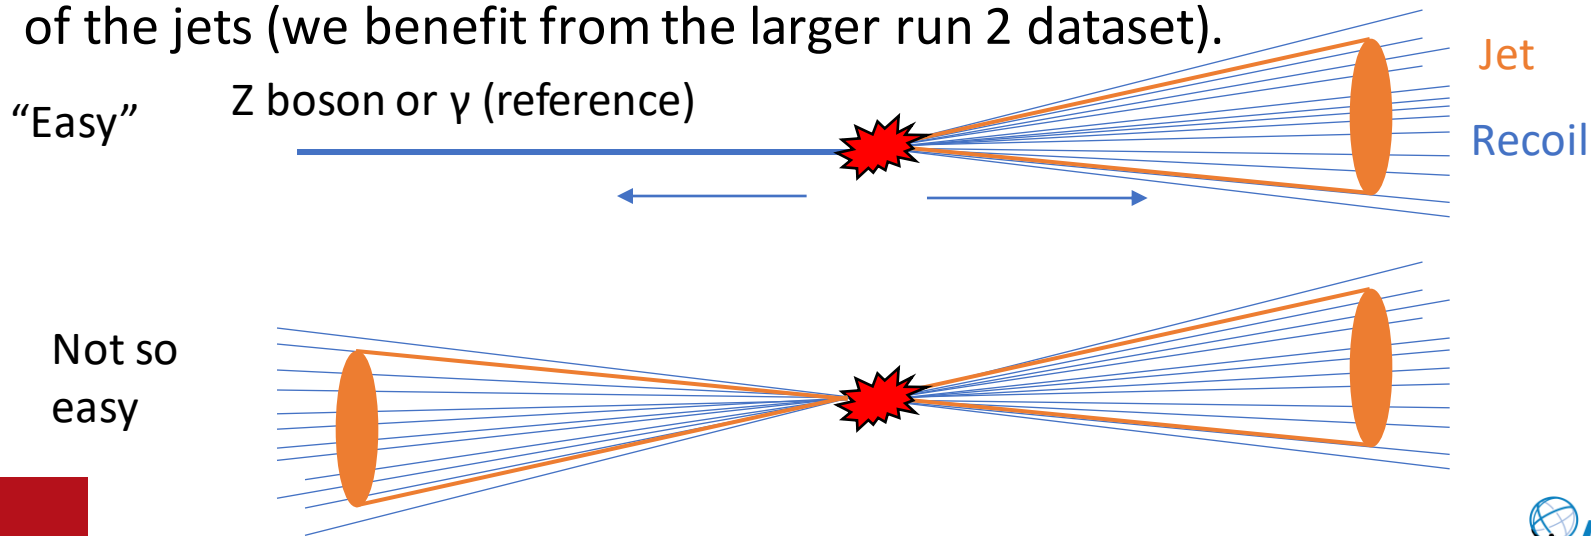 of the jets (we benefit from the larger run 2 dataset).
Jet
“Easy”
Z boson or γ (reference)
Recoil
Not so
easy